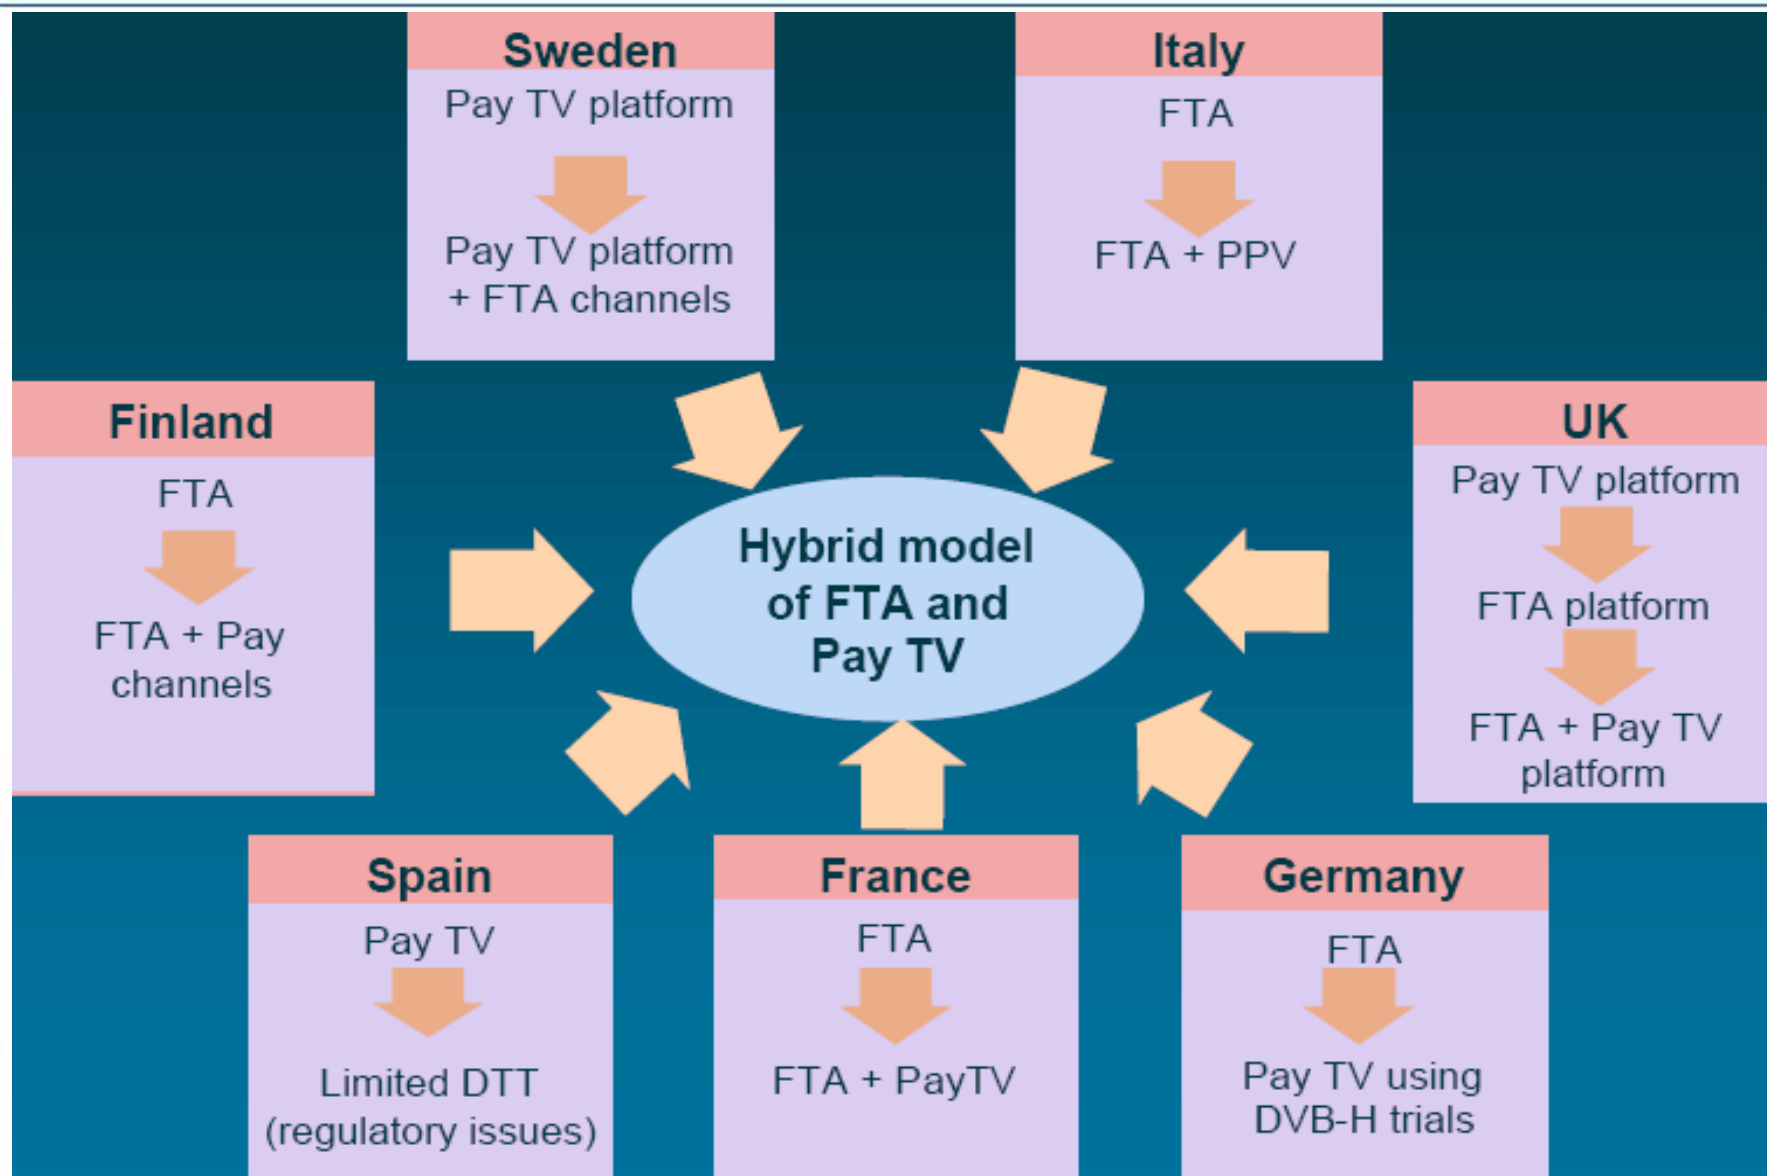 Sweden
Pay TV platform
Pay TV platform
+ FTA channels
Italy
FTA
FTA + PPV
Finland
FTA
FTA + Pay
channels
Hybrid model
of FTA and
Pay TV
UK
Pay TV platform
FTA platform
FTA + Pay TV
platform
Spain
Pay TV
Limited DTT
(regulatory issues)
France
FTA
FTA + PayTV
Germany
FTA
Pay TV using
DVB-H trials